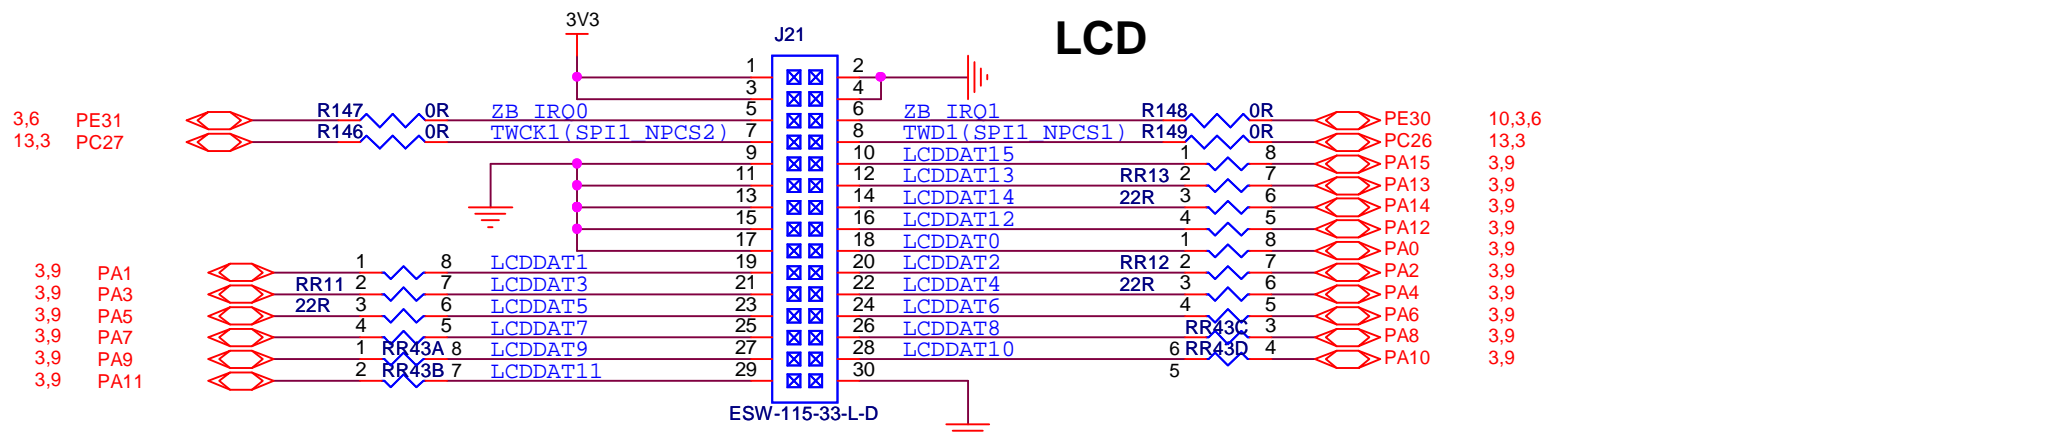 3V3
LCD
J21
1 2
3 4
3,6 PE31 R147 0R ZB_IRQ0 5 6 ZB_IRQ1 R148 0R PE30 10,3,6
13,3 PC27 R146 0R TWCK1(SPI1_NPCS2) 7 8 TWD1(SPI1_NPCS1) R149 0R PC26 13,3
9 10 LCDDAT15 1 8 PA15 3,9
11 12 LCDDAT13 RR13 2 7 PA13 3,9
13 14 LCDDAT14 22R 3 6 PA14 3,9
15 16 LCDDAT12 4 5 PA12 3,9
17 18 LCDDAT0 1 8 PA0 3,9
3,9 PA1 1 8 LCDDAT1 19 20 LCDDAT2 RR12 2 7 PA2 3,9
3,9 PA3 RR11 2 7 LCDDAT3 21 22 LCDDAT4 22R 3 6 PA4 3,9
3,9 PA5 22R 3 6 LCDDAT5 23 24 LCDDAT6 4 5 PA6 3,9
3,9 PA7 4 5 LCDDAT7 25 26 LCDDAT8 RR43C 3 PA8 3,9
3,9 PA9 1 RR43A 8 LCDDAT9 27 28 LCDDAT10 6 RR43D 4 PA10 3,9
3,9 PA11 2 RR43B 7 LCDDAT11 29 30 5
ESW-115-33-L-D